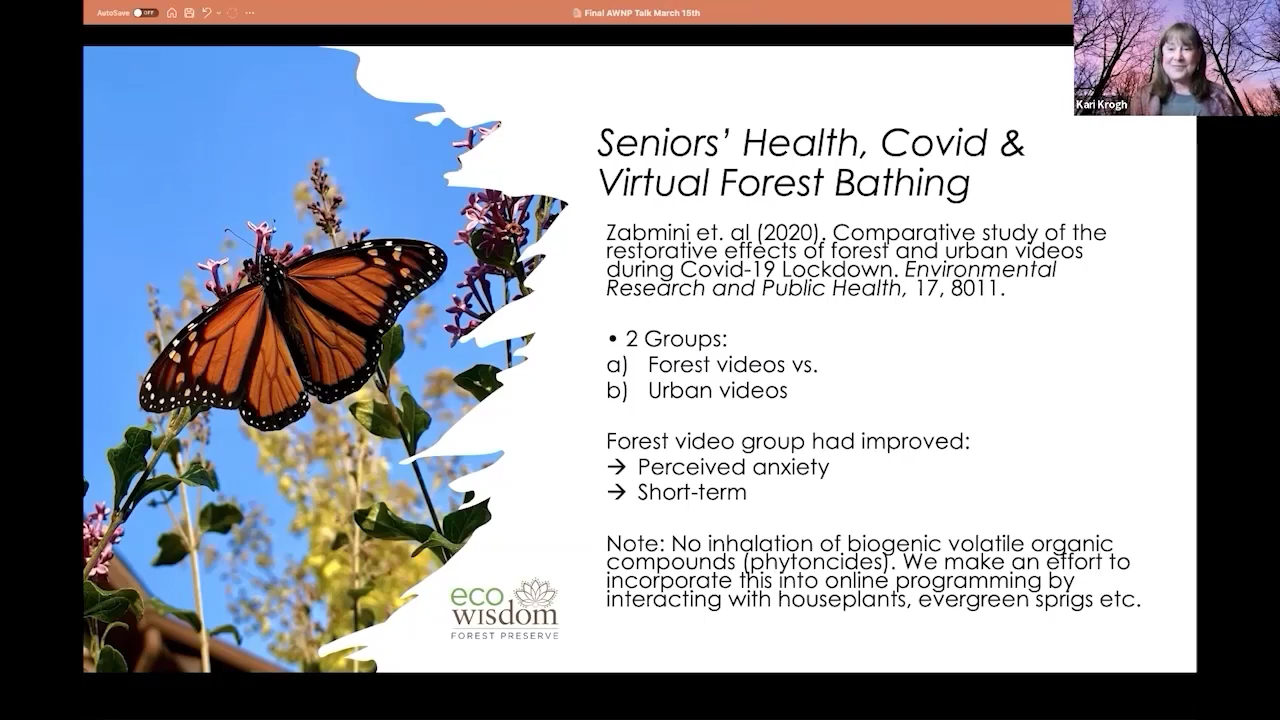 AutoSave OFF
Final AWNP Talk March 15th
Kari Krogh
Seniors’ Health, Covid &
Virtual Forest Bathing
Zabmini et. al (2020). Comparative study of the
restorative effects of forest and urban videos
during Covid-19 Lockdown. Environmental
Research and Public Health, 17, 8011.
• 2 Groups:
a) Forest videos vs.
b) Urban videos
Forest video group had improved:
→ Perceived anxiety
→ Short-term
Note: No inhalation of biogenic volatile organic
compounds (phytoncides). We make an effort to
incorporate this into online programming by
interacting with houseplants, evergreen sprigs etc.
eco
wisdom
FOREST PRESERVE